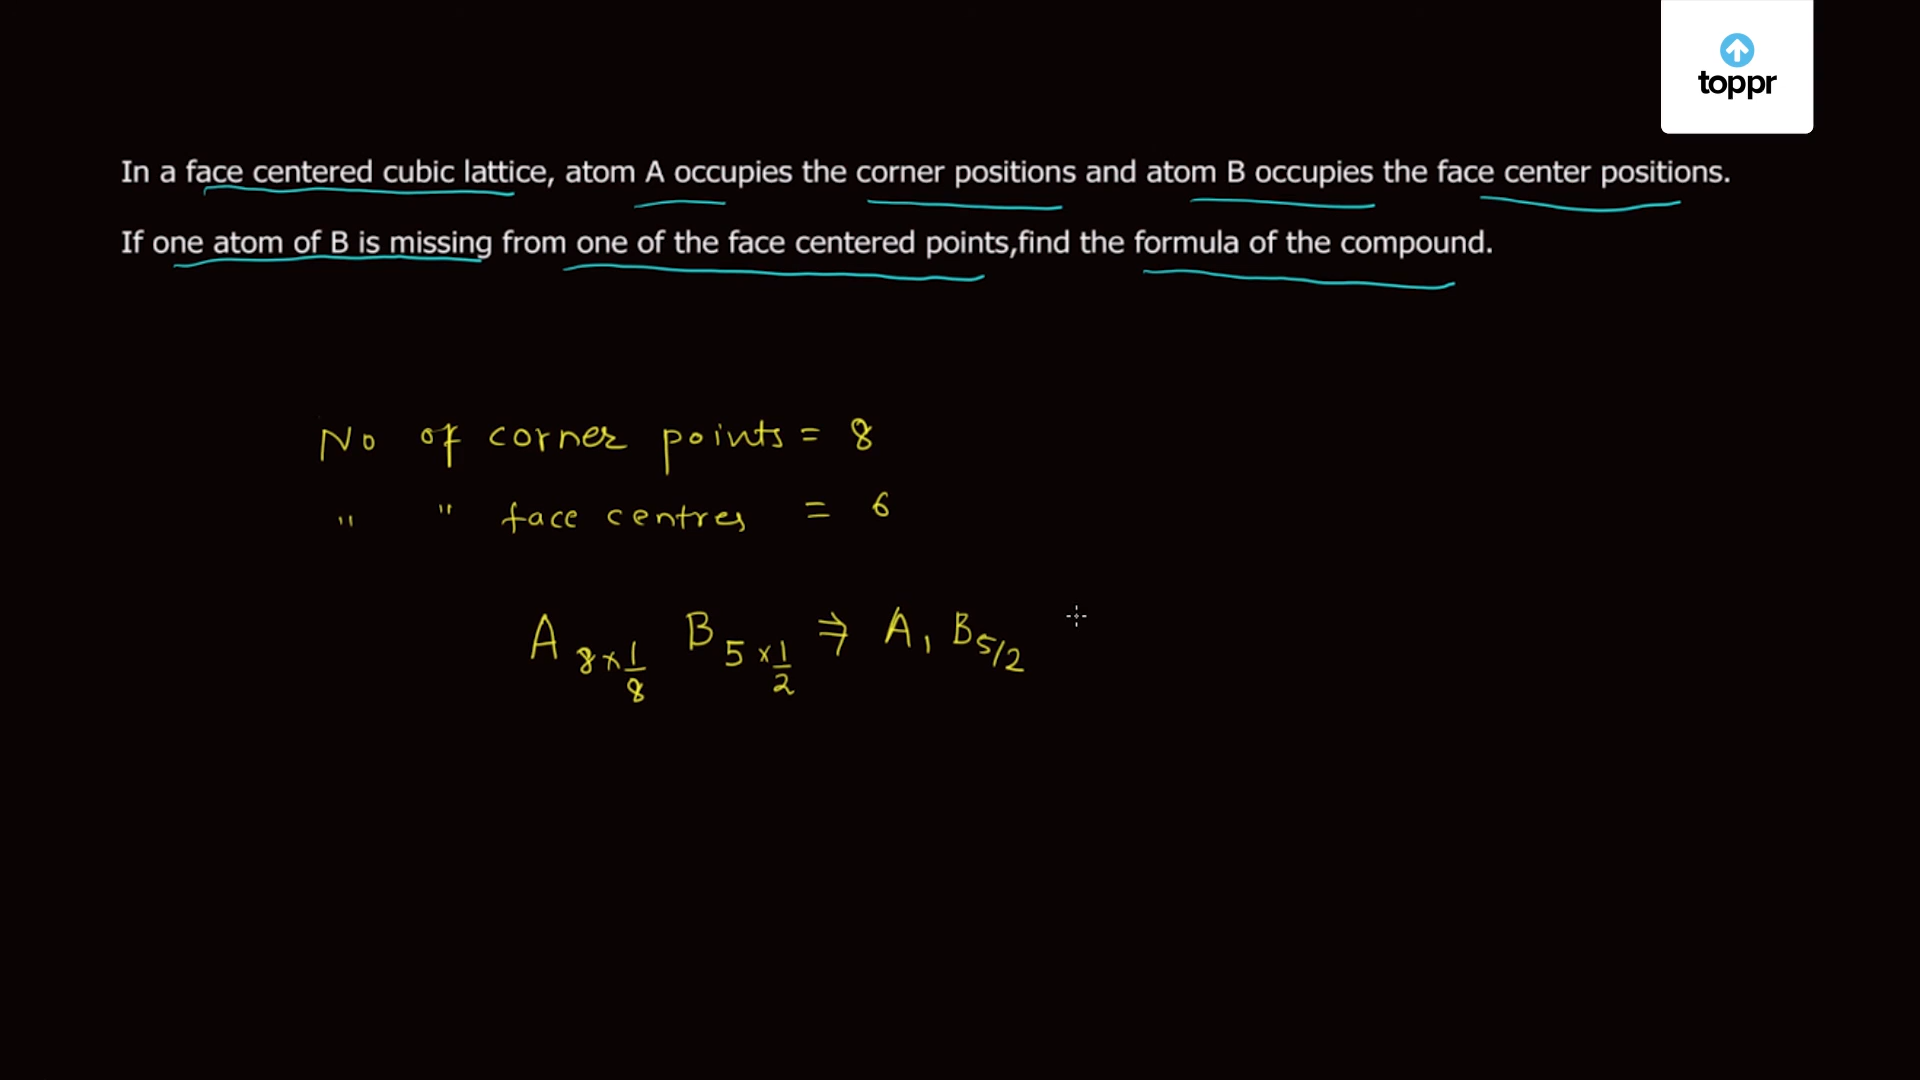 toppr
In a face centered cubic lattice, atom A occupies the corner positions and atom B occupies the face center positions.
If one atom of B is missing from one of the face centered points,find the formula of the compound.
No of corner points = 8
" " face centres = 6
A 8×1/8 B 5×1/2 ⇒ A1 B5/2